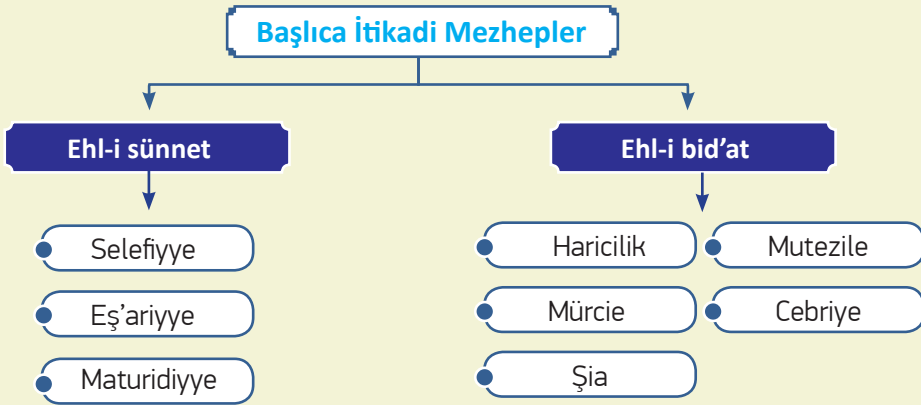 Başlıca İtikadi Mezhepler
Ehl-i sünnet
Selefiyye
Eş'ariyye
Maturidiyye
Ehl-i bid'at
Haricilik
Mutezile
Mürcie
Cebriye
Şia